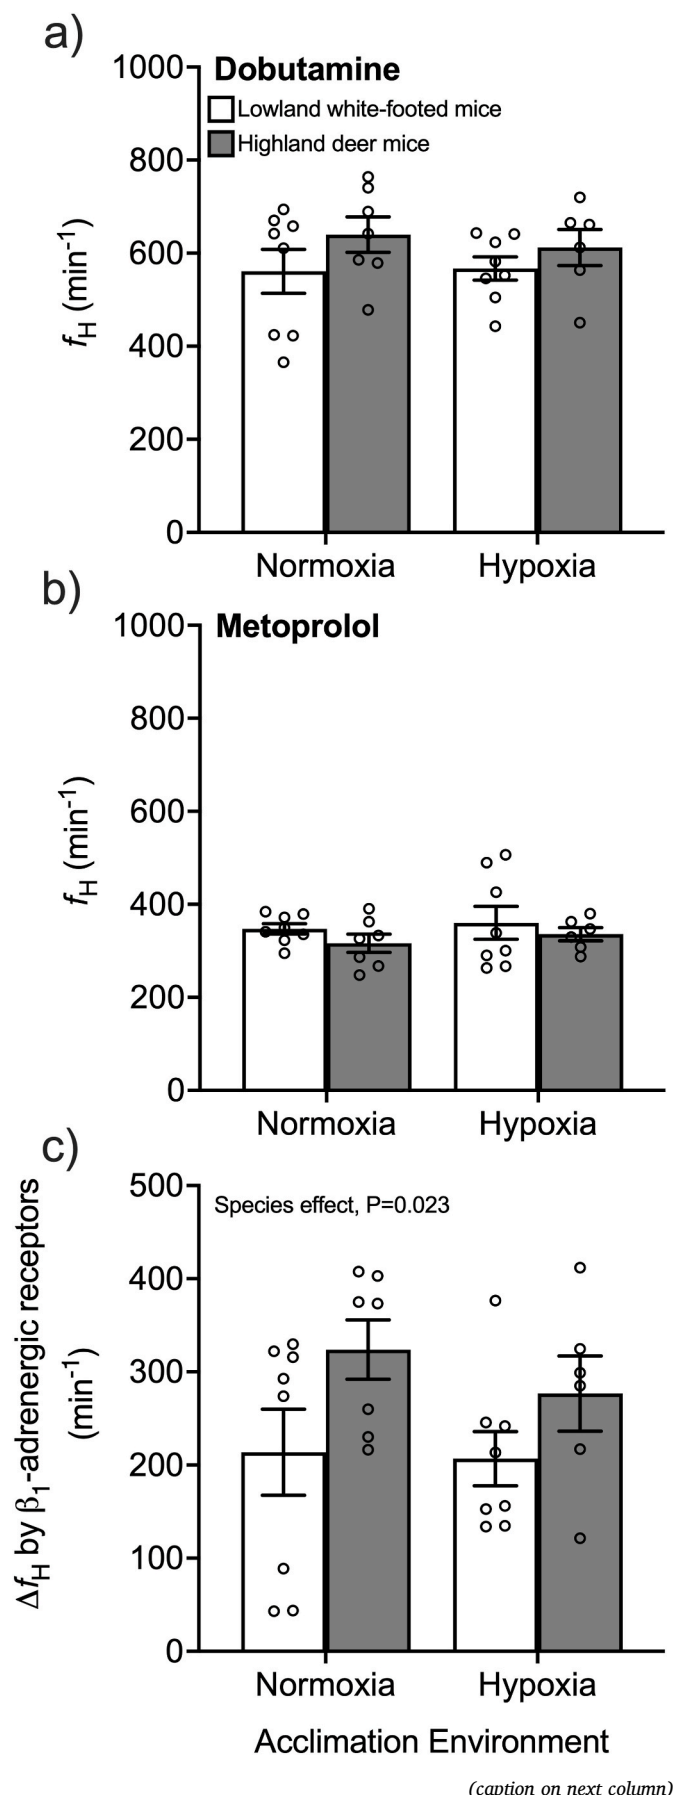 a)
1000
Dobutamine
Lowland white-footed mice
Highland deer mice
800
600
400
200
0
fH (min-1)
Normoxia Hypoxia
b)
1000
Metoprolol
800
600
400
200
0
fH (min-1)
Normoxia Hypoxia
c)
500
Species effect, P=0.023
400
300
200
100
0
ΔfH by β1-adrenergic receptors
(min-1)
Normoxia Hypoxia
Acclimation Environment
(caption on next column)